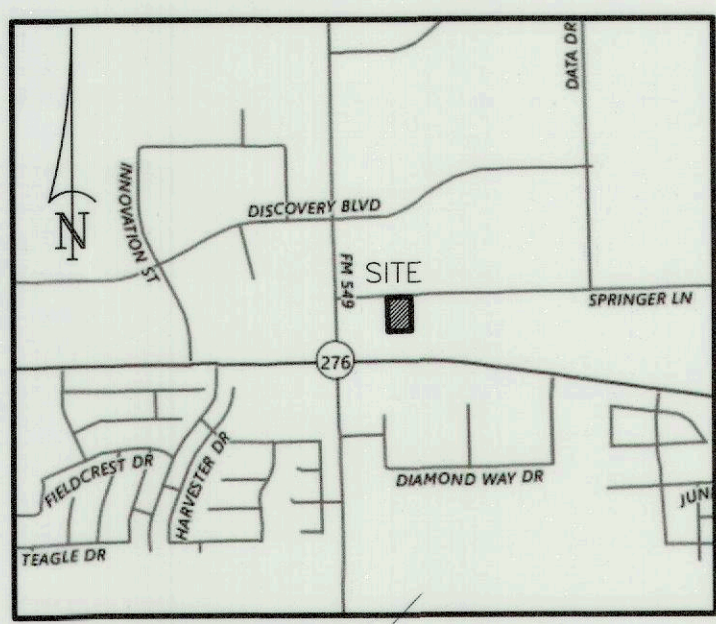 DATA DR
INNOVATION ST
DISCOVERY BLVD
N
FM 549
SITE
SPRINGER LN
276
FIELDCREST DR
HARVESTER DR
DIAMOND WAY DR
JUNI
TEAGLE DR